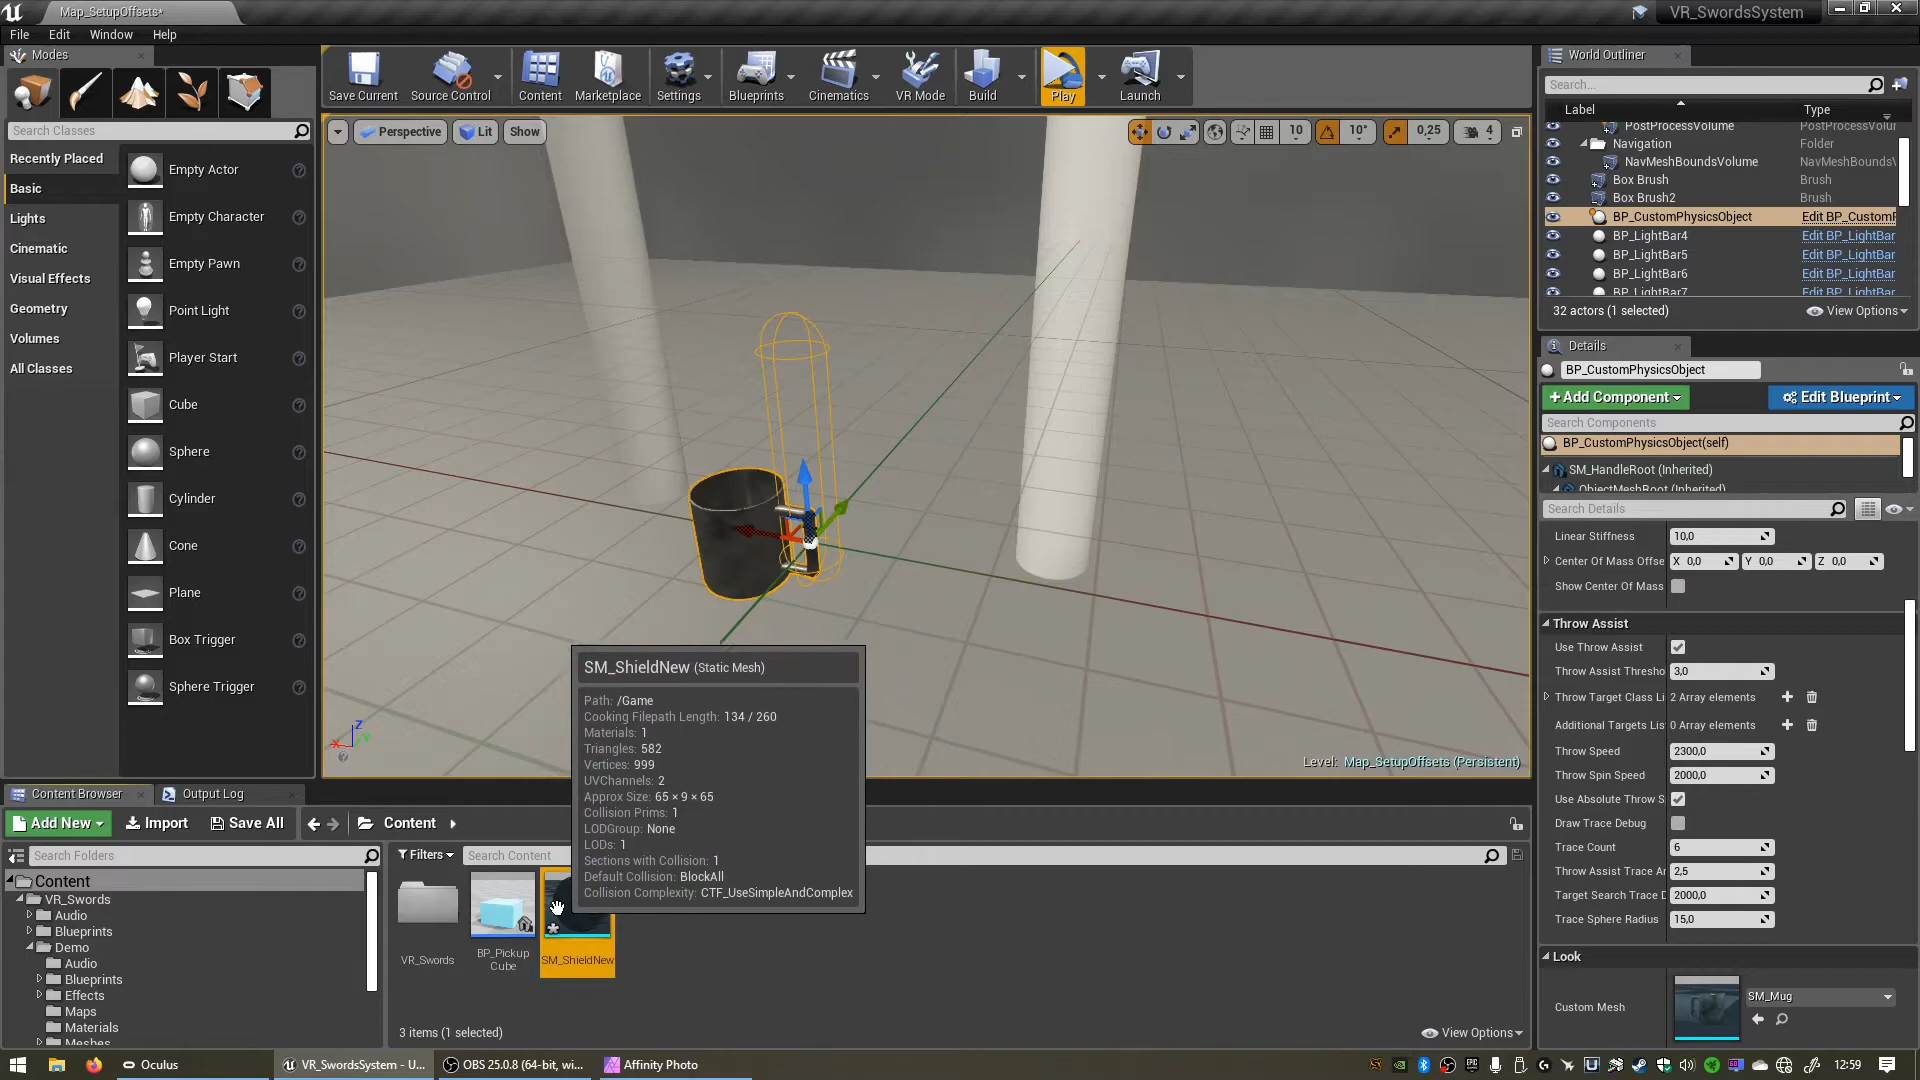 Map_SetupOffsets*
VR_SwordsSystem
File Edit Window Help
Modes
Search Classes
Recently Placed
Basic
Lights
Cinematic
Visual Effects
Geometry
Volumes
All Classes
Empty Actor
Empty Character
Empty Pawn
Point Light
Player Start
Cube
Sphere
Cylinder
Cone
Plane
Box Trigger
Sphere Trigger
Save Current
Source Control
Content
Marketplace
Settings
Blueprints
Cinematics
VR Mode
Build
Play
Launch
Perspective Lit Show
10 10° 0,25 4
Z
X
Y
Level: Map_SetupOffsets (Persistent)
SM_ShieldNew (Static Mesh)
Path: /Game
Cooking Filepath Length: 134 / 260
Materials: 1
Triangles: 582
Vertices: 999
UVChannels: 2
Approx Size: 65 × 9 × 65
Collision Prims: 1
LODGroup: None
LODs: 1
Sections with Collision: 1
Default Collision: BlockAll
Collision Complexity: CTF_UseSimpleAndComplex
World Outliner
Search...
Label Type
PostProcessVolume PostProcessVolur
Navigation Folder
NavMeshBoundsVolume NavMeshBoundsV
Box Brush Brush
Box Brush2 Brush
BP_CustomPhysicsObject Edit BP_CustomF
BP_LightBar4 Edit BP_LightBar
BP_LightBar5 Edit BP_LightBar
BP_LightBar6 Edit BP_LightBar
BP_LightBar7 Edit BP_LightBar
32 actors (1 selected)
View Options
Details
BP_CustomPhysicsObject
+Add Component
Edit Blueprint
Search Components
BP_CustomPhysicsObject(self)
SM_HandleRoot (Inherited)
ObjectMeshRoot (Inherited)
Search Details
Linear Stiffness 10,0
Center Of Mass Offse X 0,0 Y 0,0 Z 0,0
Show Center Of Mass
Throw Assist
Use Throw Assist
Throw Assist Thresho 3,0
Throw Target Class Li 2 Array elements
Additional Targets Lis 0 Array elements
Throw Speed 2300,0
Throw Spin Speed 2000,0
Use Absolute Throw S
Draw Trace Debug
Trace Count 6
Throw Assist Trace Ar 2,5
Target Search Trace D 2000,0
Trace Sphere Radius 15,0
Look
Custom Mesh
SM_Mug
Content Browser
Output Log
Add New
Import
Save All
Content
Search Folders
Content
VR_Swords
Audio
Blueprints
Demo
Audio
Blueprints
Effects
Maps
Materials
Meshes
Filters
Search Content
VR_Swords
BP_Pickup
Cube
SM_ShieldNew
3 items (1 selected)
View Options
Oculus
VR_SwordsSystem - U...
OBS 25.0.8 (64-bit, wi...
Affinity Photo
12:59